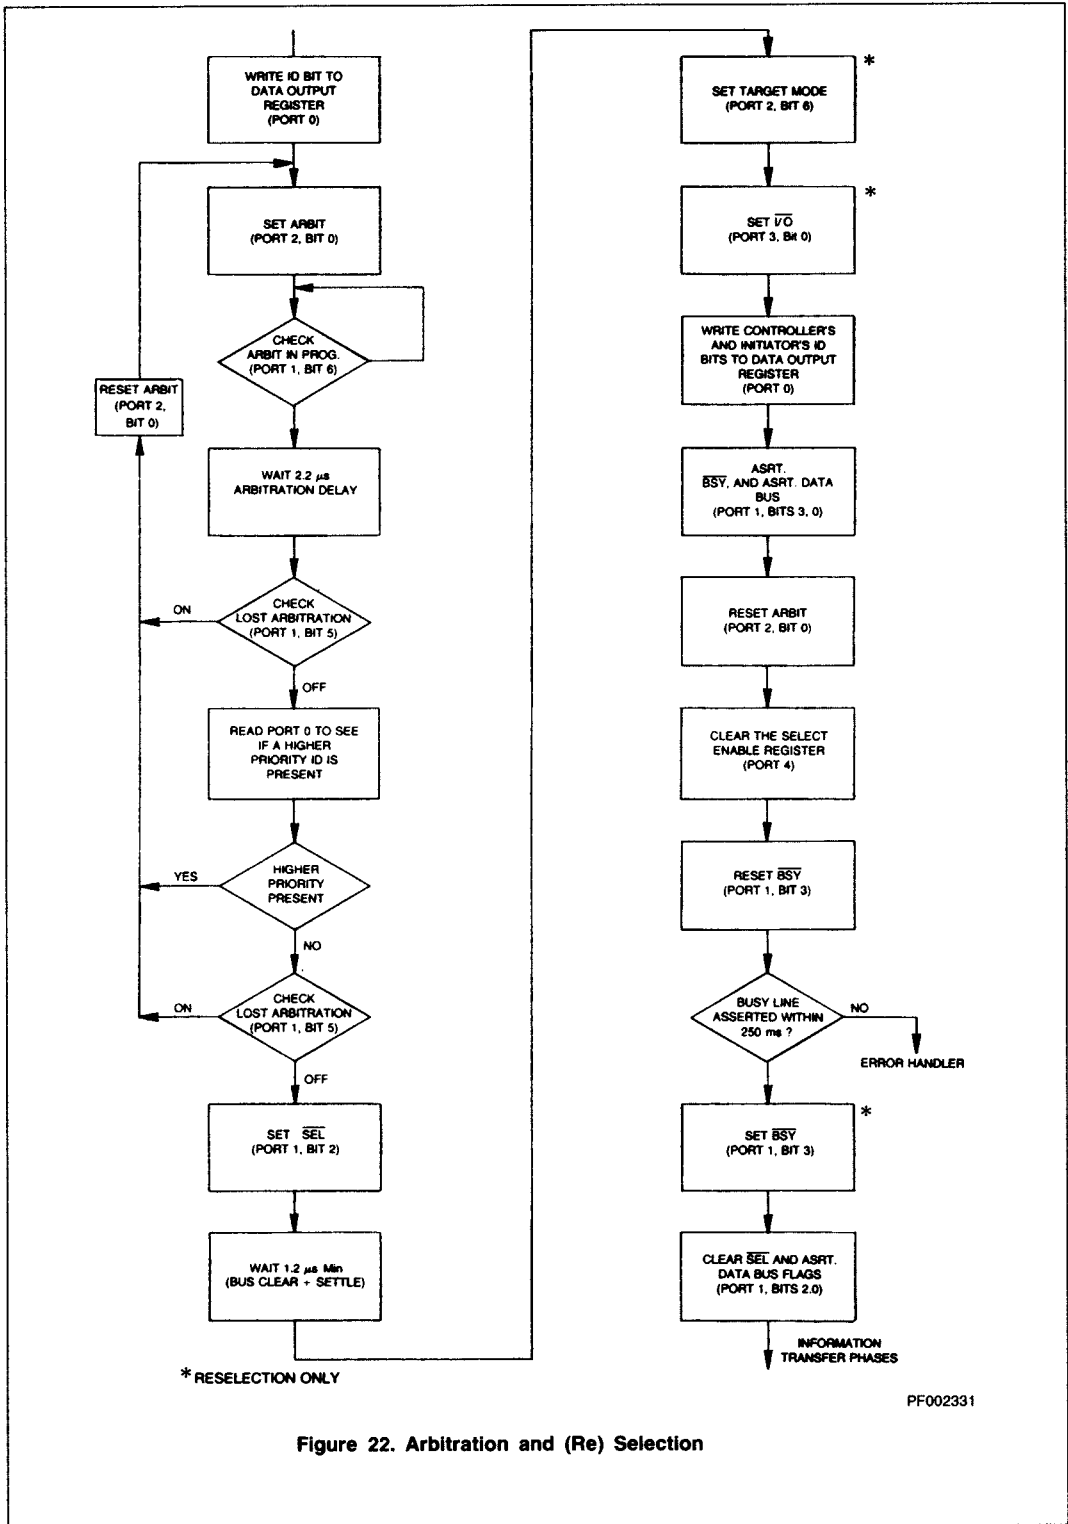 WRITE ID BIT TO
DATA OUTPUT
REGISTER
(PORT 0)
SET ARBIT
(PORT 2, BIT 0)
CHECK
ARBIT IN PROG.
(PORT 1, BIT 6)
RESET ARBIT
(PORT 2,
BIT 0)
WAIT 2.2 μs
ARBITRATION DELAY
CHECK
LOST ARBITRATION
(PORT 1, BIT 5)
ON
OFF
READ PORT 0 TO SEE
IF A HIGHER
PRIORITY ID IS
PRESENT
HIGHER
PRIORITY
PRESENT
YES
NO
CHECK
LOST ARBITRATION
(PORT 1, BIT 5)
ON
OFF
SET S̅E̅L̅
(PORT 1, BIT 2)
WAIT 1.2 μs Min
(BUS CLEAR + SETTLE)
* RESELECTION ONLY
*
SET TARGET MODE
(PORT 2, BIT 6)
*
SET I̅/̅O̅
(PORT 3, Bit 0)
WRITE CONTROLLER'S
AND INITIATOR'S ID
BITS TO DATA OUTPUT
REGISTER
(PORT 0)
ASRT.
B̅S̅Y̅, AND ASRT. DATA
BUS
(PORT 1, BITS 3, 0)
RESET ARBIT
(PORT 2, BIT 0)
CLEAR THE SELECT
ENABLE REGISTER
(PORT 4)
RESET B̅S̅Y̅
(PORT 1, BIT 3)
BUSY LINE
ASSERTED WITHIN
250 ms ?
NO
ERROR HANDLER
*
SET B̅S̅Y̅
(PORT 1, BIT 3)
CLEAR S̅E̅L̅ AND ASRT.
DATA BUS FLAGS
(PORT 1, BITS 2.0)
INFORMATION
TRANSFER PHASES
PF002331
Figure 22. Arbitration and (Re) Selection